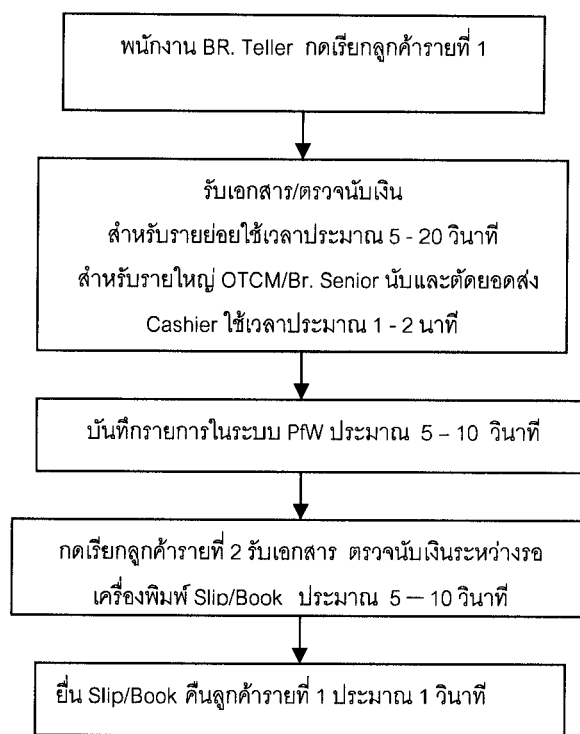 พนักงาน BR. Teller กดเรียกลูกค้ารายที่ 1
รับเอกสาร/ตรวจนับเงิน
สำหรับรายย่อยใช้เวลาประมาณ 5 - 20 วินาที
สำหรับรายใหญ่ OTCM/Br. Senior นับและตัดยอดส่ง
Cashier ใช้เวลาประมาณ 1 - 2 นาที
บันทึกรายการในระบบ PfW ประมาณ 5 – 10 วินาที
กดเรียกลูกค้ารายที่ 2 รับเอกสาร ตรวจนับเงินระหว่างรอ
เครื่องพิมพ์ Slip/Book ประมาณ 5 – 10 วินาที
ยื่น Slip/Book คืนลูกค้ารายที่ 1 ประมาณ 1 วินาที